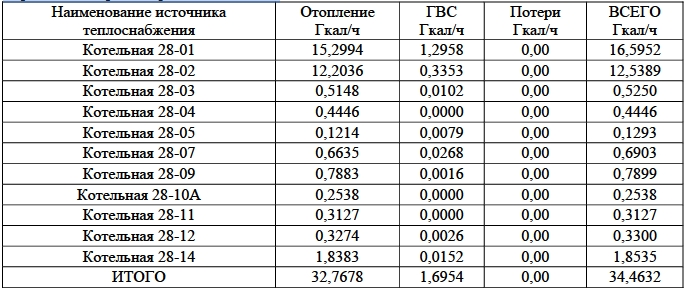 Наименование источника теплоснабжения Отопление Гкал/ч ГВС Гкал/ч Потери Гкал/ч ВСЕГО Гкал/ч
Котельная 28-01 15,2994 1,2958 0,00 16,5952
Котельная 28-02 12,2036 0,3353 0,00 12,5389
Котельная 28-03 0,5148 0,0102 0,00 0,5250
Котельная 28-04 0,4446 0,0000 0,00 0,4446
Котельная 28-05 0,1214 0,0079 0,00 0,1293
Котельная 28-07 0,6635 0,0268 0,00 0,6903
Котельная 28-09 0,7883 0,0016 0,00 0,7899
Котельная 28-10А 0,2538 0,0000 0,00 0,2538
Котельная 28-11 0,3127 0,0000 0,00 0,3127
Котельная 28-12 0,3274 0,0026 0,00 0,3300
Котельная 28-14 1,8383 0,0152 0,00 1,8535
ИТОГО 32,7678 1,6954 0,00 34,4632